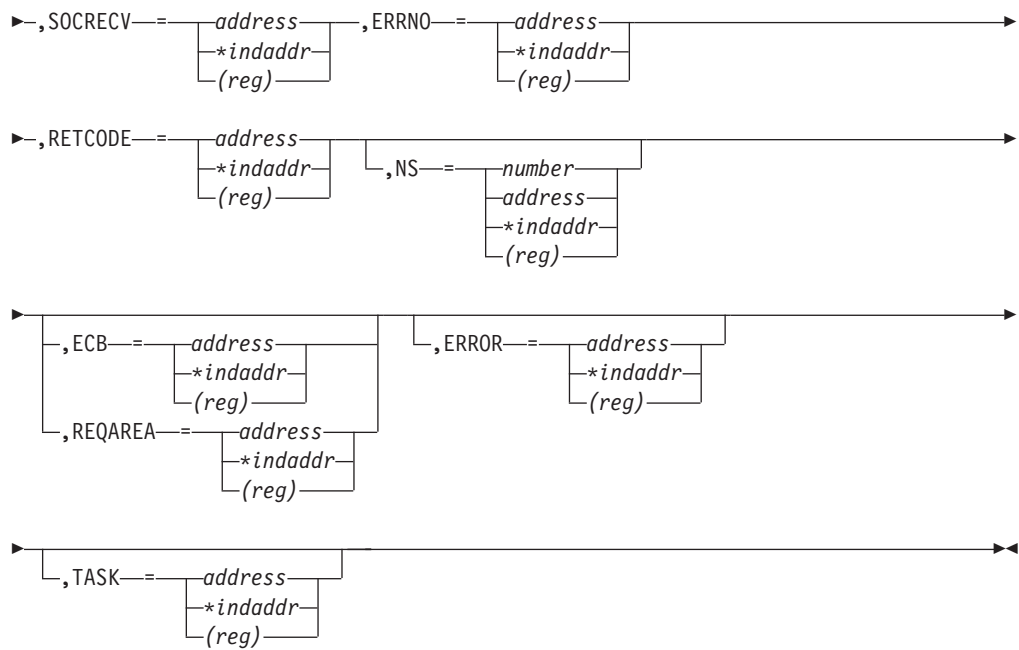 ,SOCRECV = address ,ERRNO = address
*indaddr *indaddr
(reg) (reg)
,RETCODE = address
*indaddr ,NS = number
(reg) address
*indaddr
(reg)
,ECB = address ,ERROR = address
*indaddr *indaddr
(reg) (reg)
,REQAREA = address
*indaddr
(reg)
,TASK = address
*indaddr
(reg)